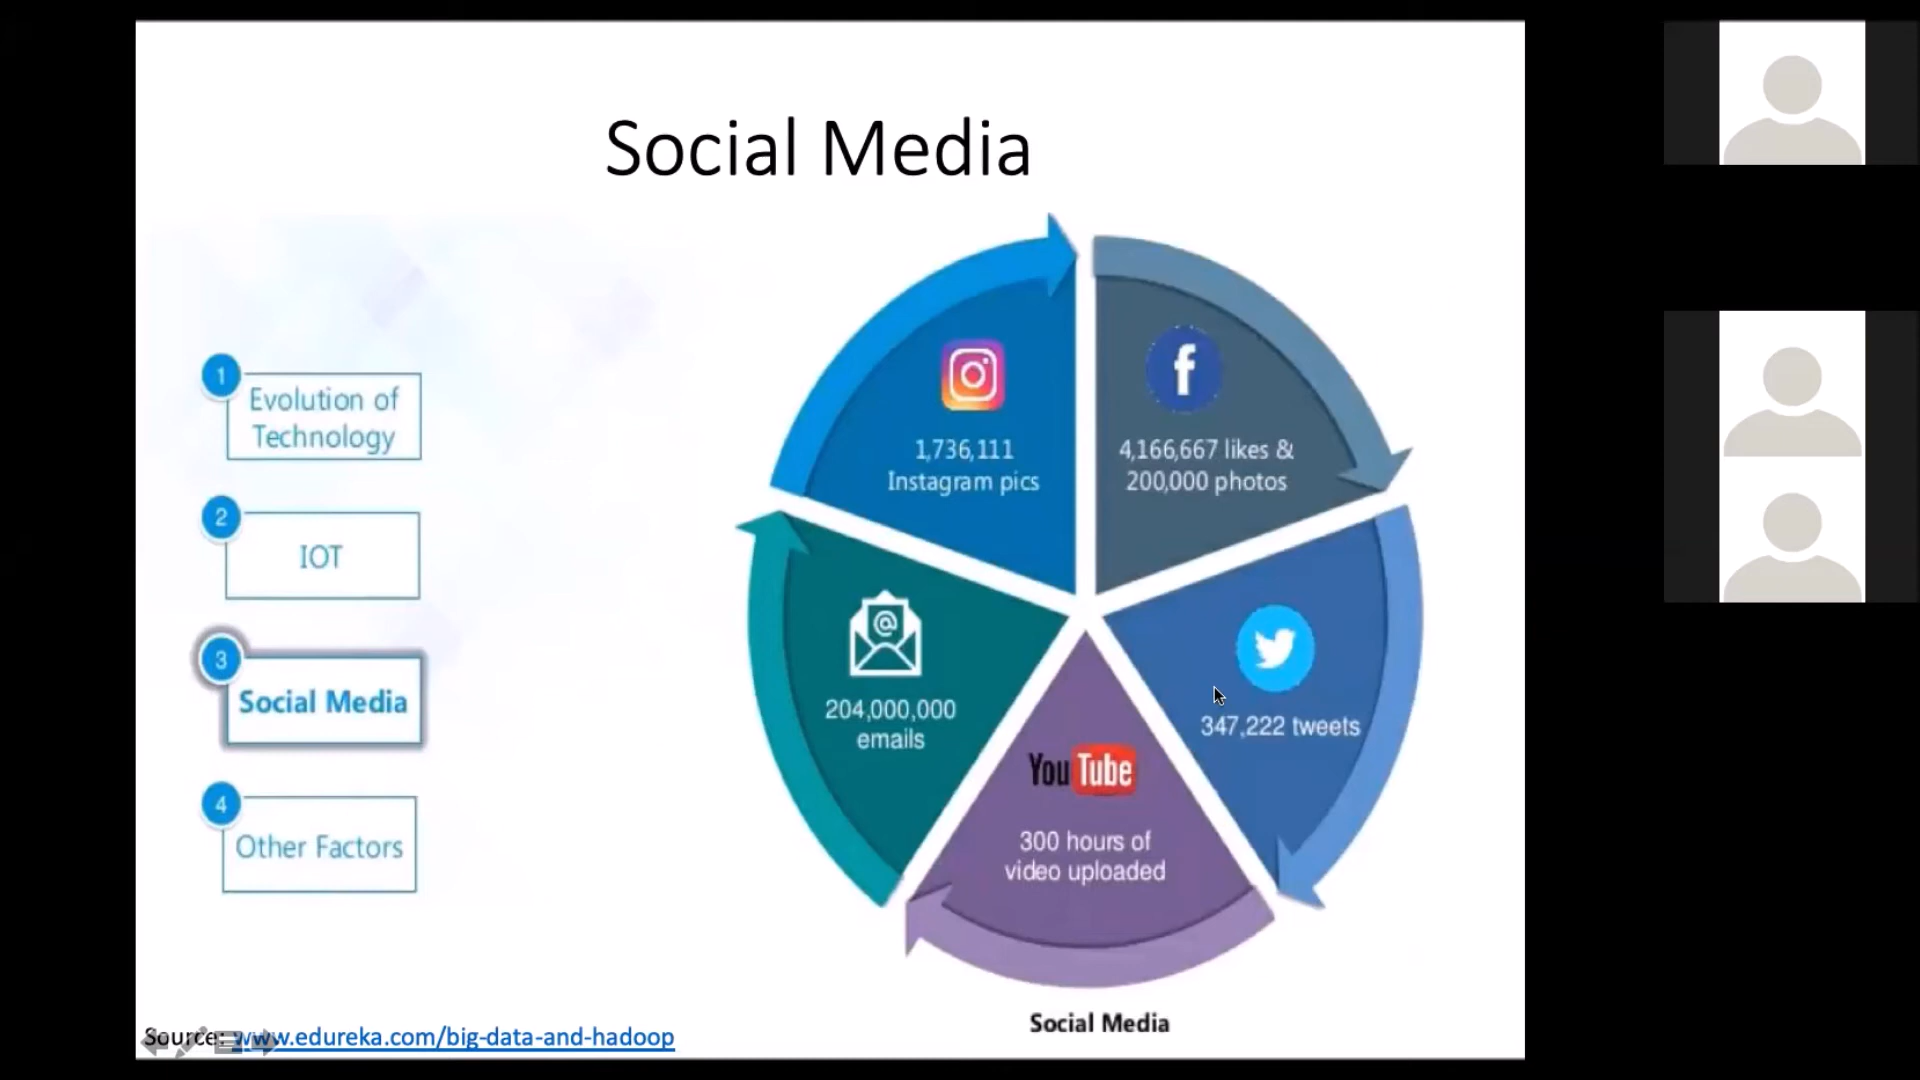 Social Media
1
Evolution of
Technology
2
IOT
3
Social Media
4
Other Factors
1,736,111
Instagram pics
f
4,166,667 likes &
200,000 photos
@
204,000,000
emails
347,222 tweets
YouTube
300 hours of
video uploaded
Social Media
Source: www.edureka.com/big-data-and-hadoop